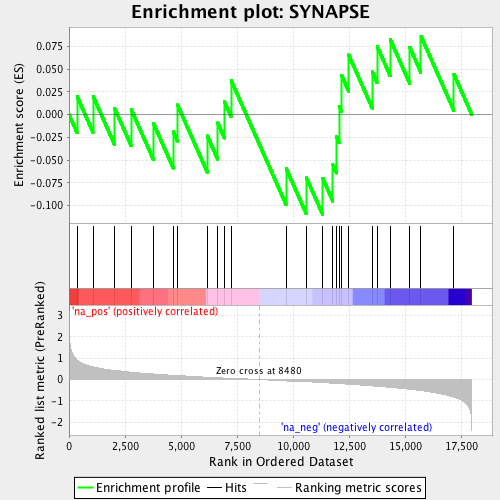 Enrichment plot: SYNAPSE
Enrichment score (ES)
0.075
0.050
0.025
0.000
-0.025
-0.050
-0.075
-0.100
'na_pos' (positively correlated)
Ranked list metric (PreRanked)
3
2
1
0
-1
-2
Zero cross at 8480
'na_neg' (negatively correlated)
0 2,500 5,000 7,500 10,000 12,500 15,000 17,500
Rank in Ordered Dataset
Enrichment profile Hits Ranking metric scores